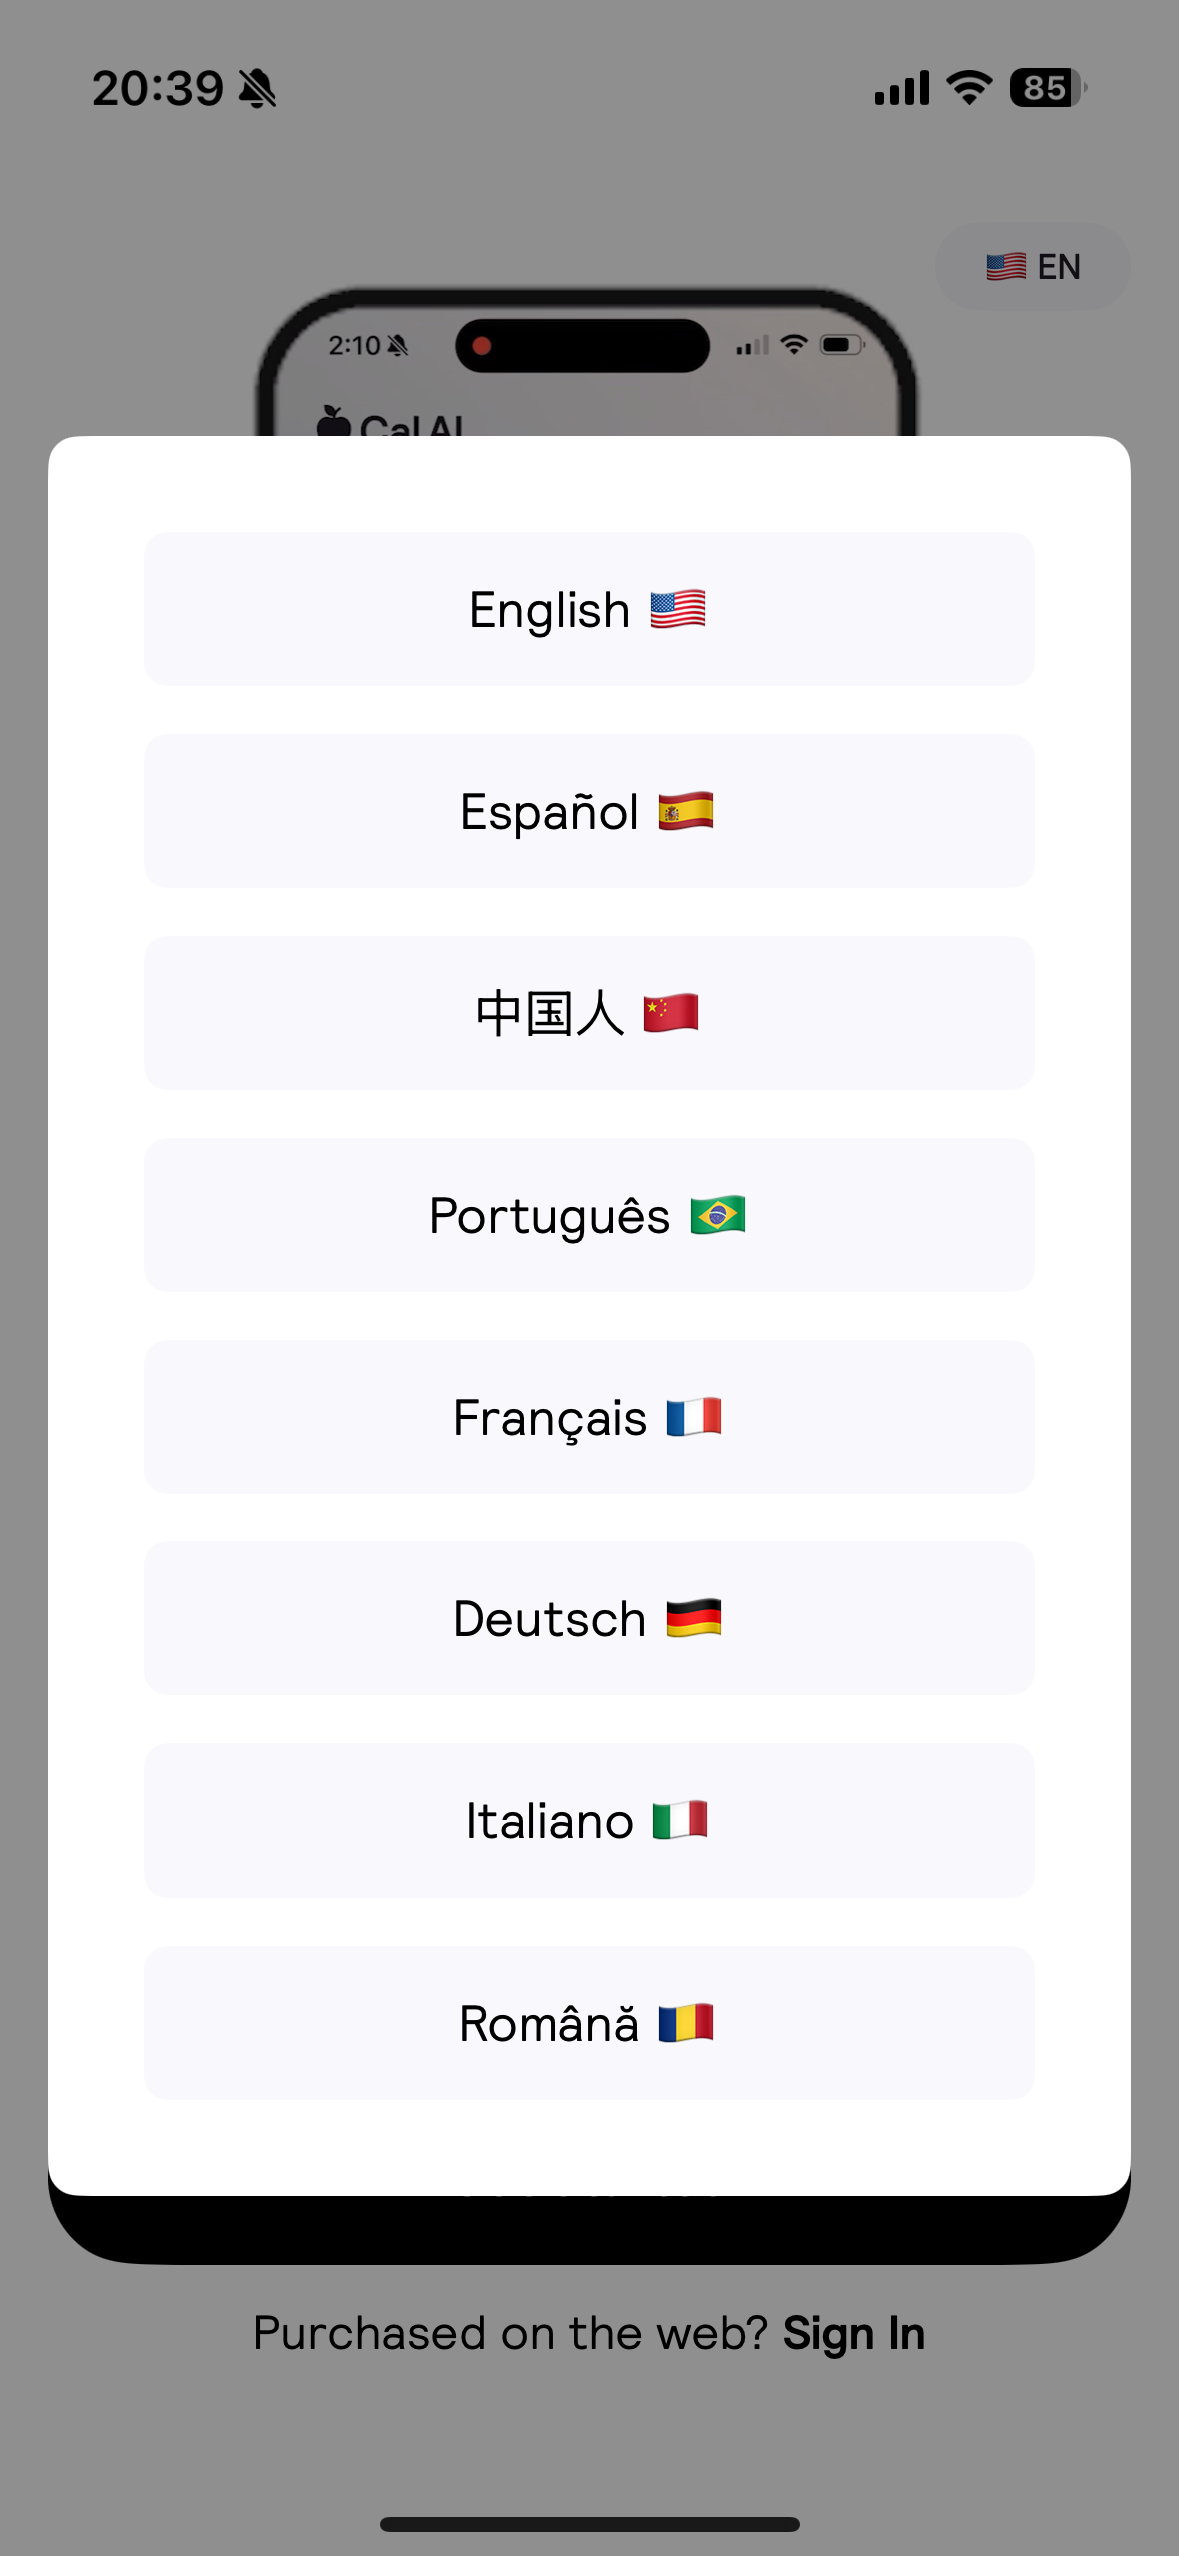 20:39
85
🇺🇸 EN
2:10
Cal AI
English 🇺🇸
Español 🇪🇸
中国人 🇨🇳
Português 🇧🇷
Français 🇫🇷
Deutsch 🇩🇪
Italiano 🇮🇹
Română 🇷🇴
Purchased on the web? Sign In